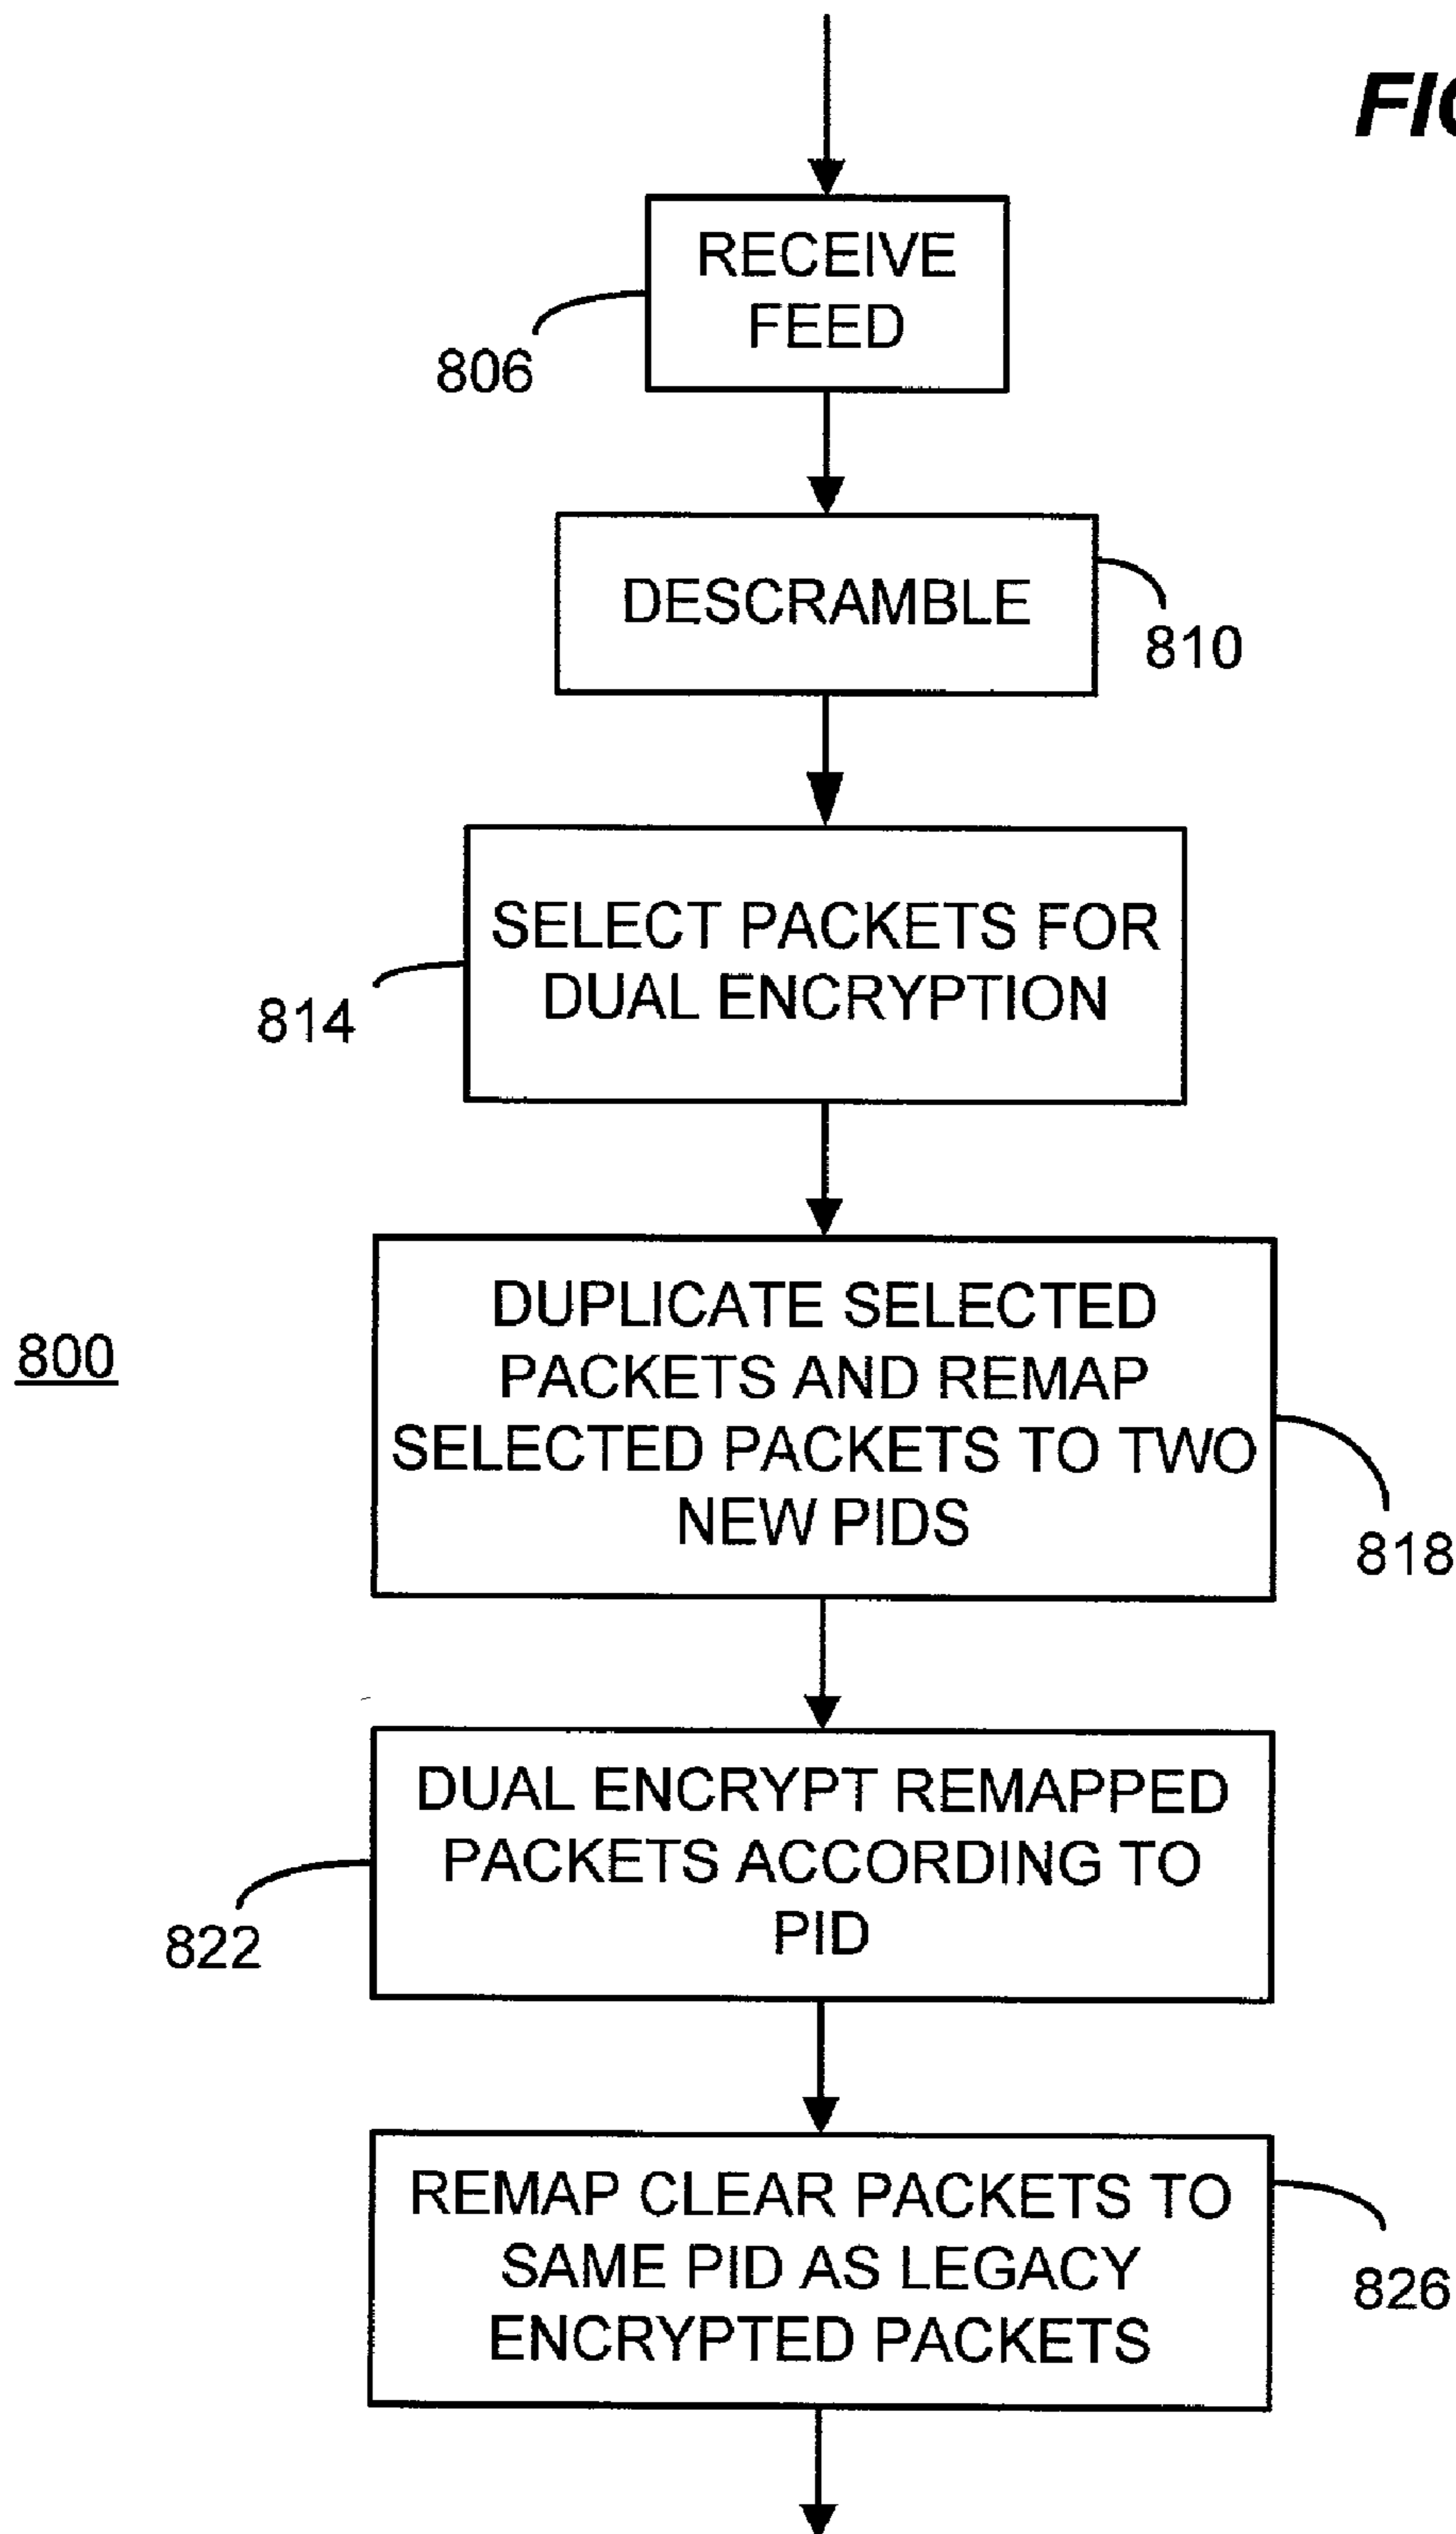 FIG
RECEIVE
FEED
806
DESCRAMBLE
810
SELECT PACKETS FOR
DUAL ENCRYPTION
814
DUPLICATE SELECTED
PACKETS AND REMAP
SELECTED PACKETS TO TWO
NEW PIDS
800
818
DUAL ENCRYPT REMAPPED
PACKETS ACCORDING TO
PID
822
REMAP CLEAR PACKETS TO
SAME PID AS LEGACY
ENCRYPTED PACKETS
826